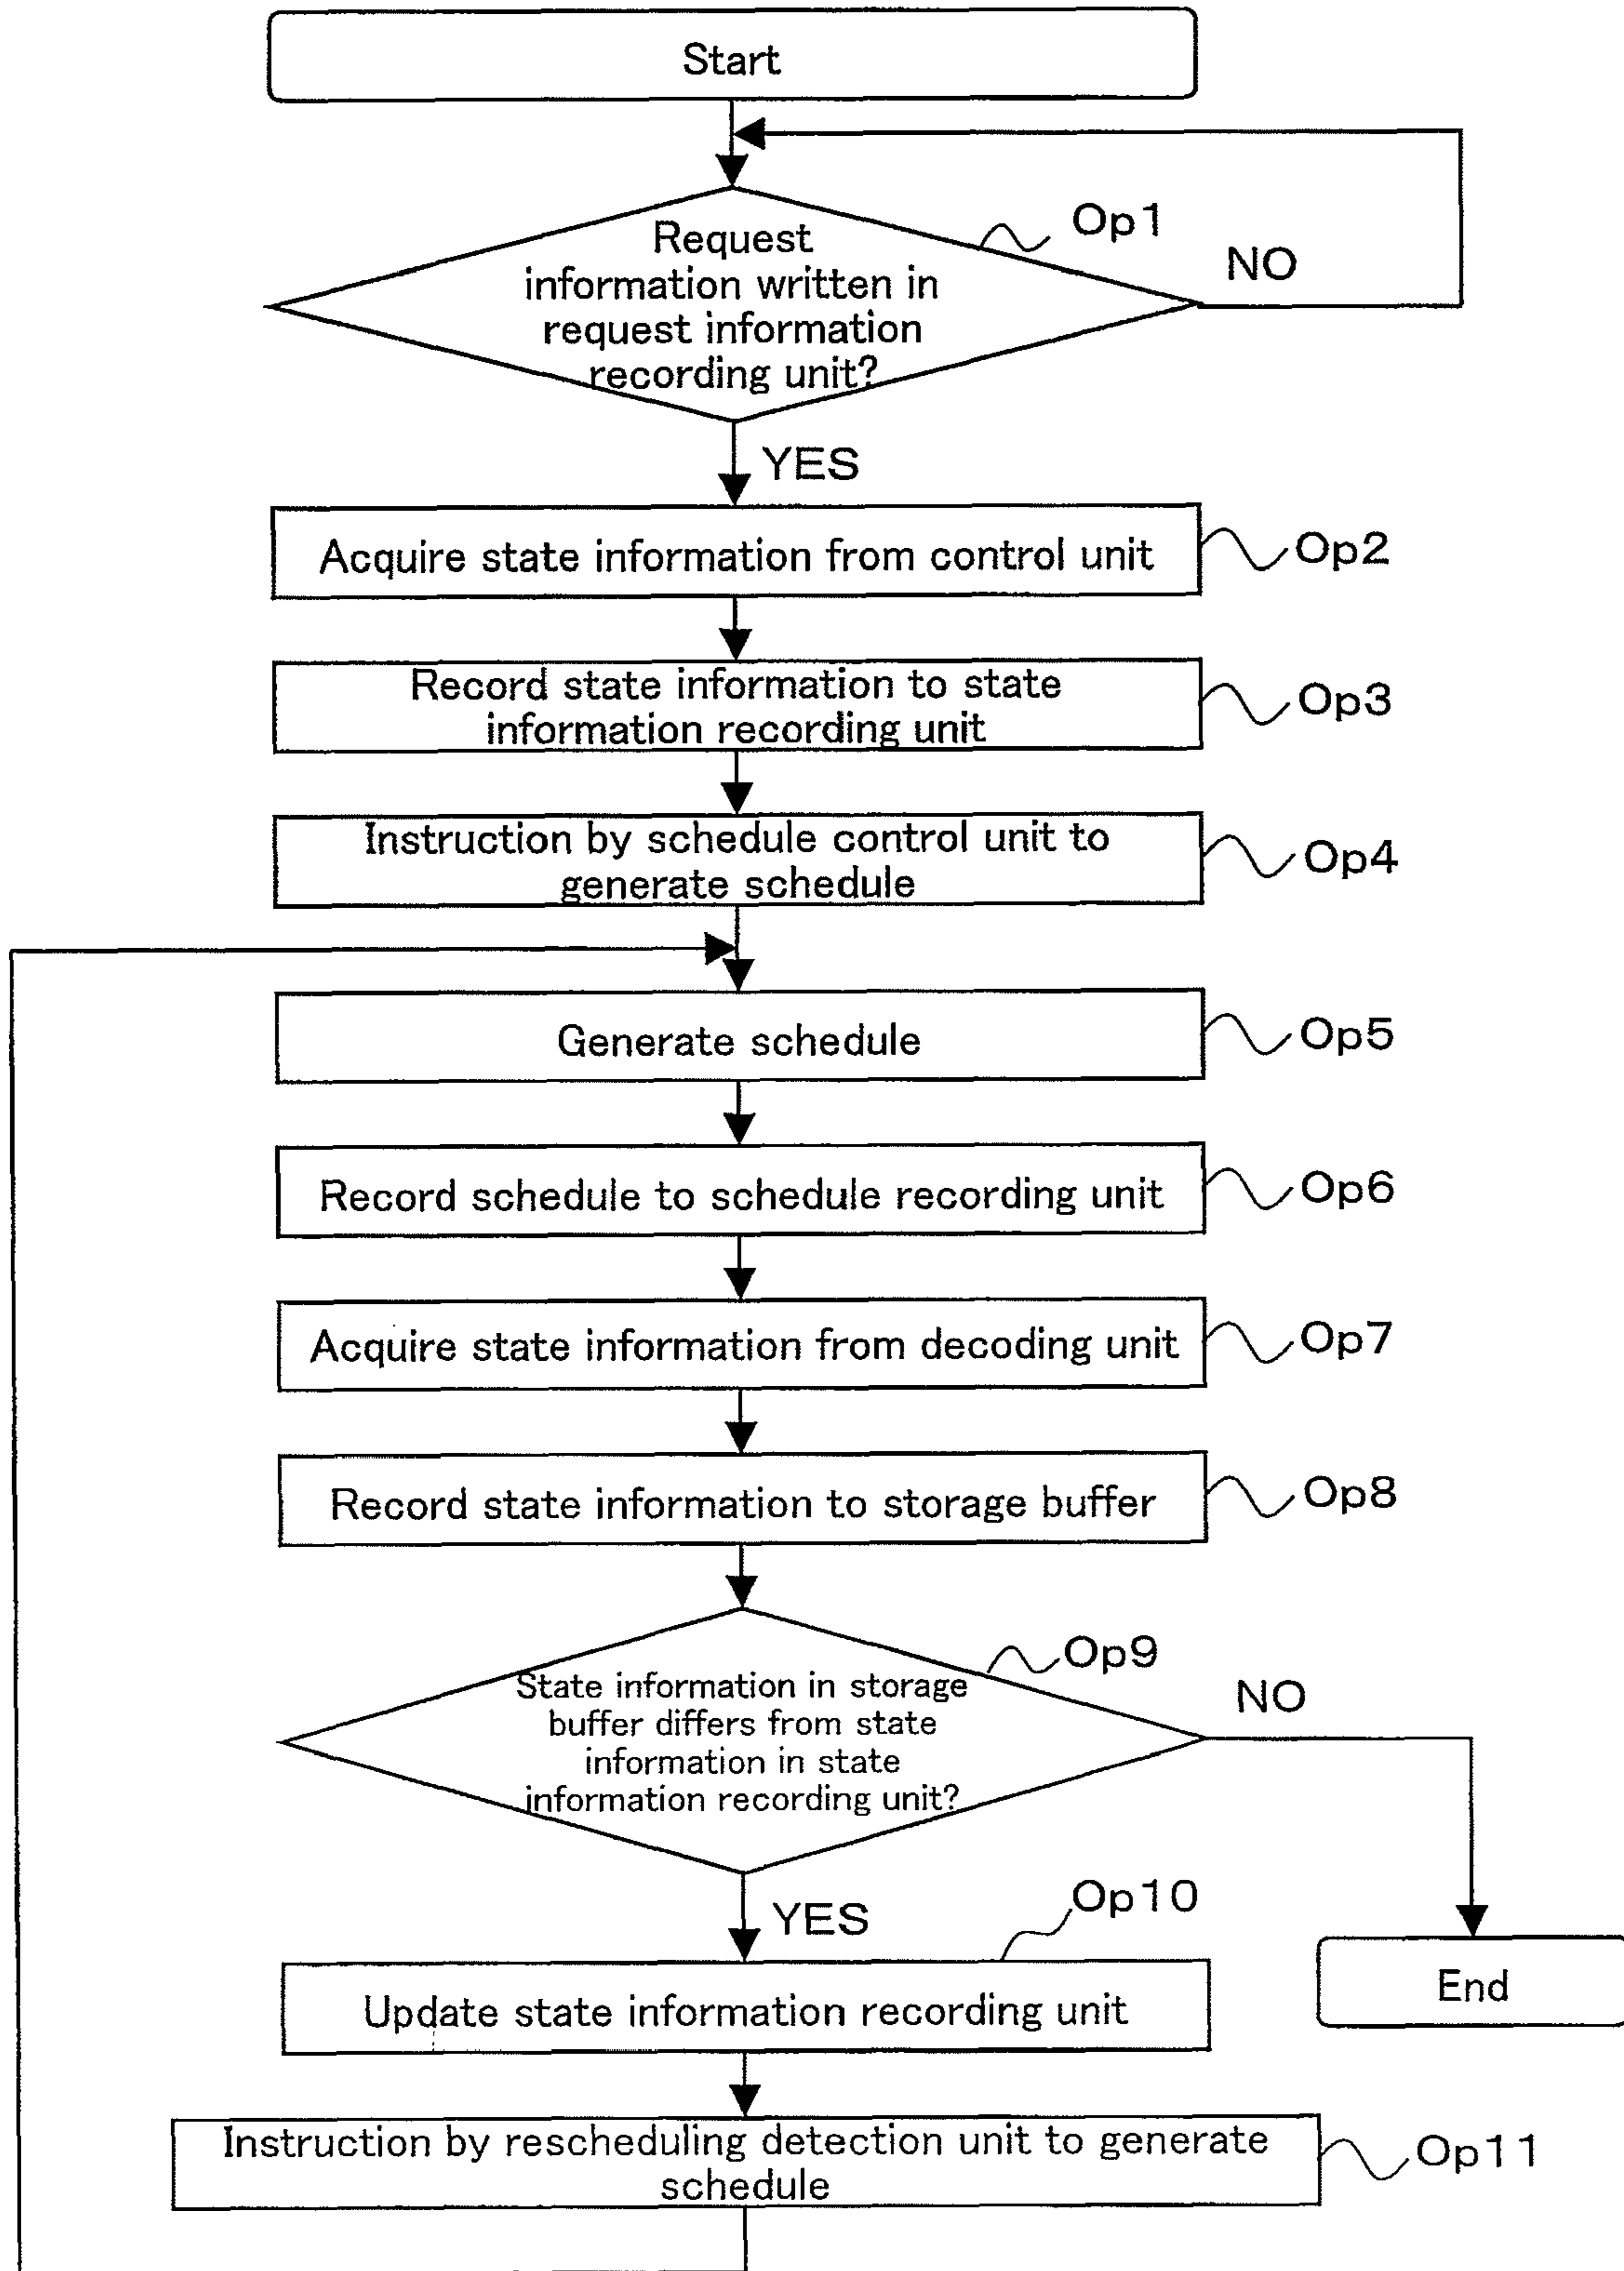 Start
Request
information written in
request information
recording unit?
Op1
NO
YES
Acquire state information from control unit
Op2
Record state information to state
information recording unit
Op3
Instruction by schedule control unit to
generate schedule
Op4
Generate schedule
Op5
Record schedule to schedule recording unit
Op6
Acquire state information from decoding unit
Op7
Record state information to storage buffer
Op8
State information in storage
buffer differs from state
information in state
information recording unit?
Op9
NO
YES
Op10
Update state information recording unit
End
Instruction by rescheduling detection unit to generate
schedule
Op11